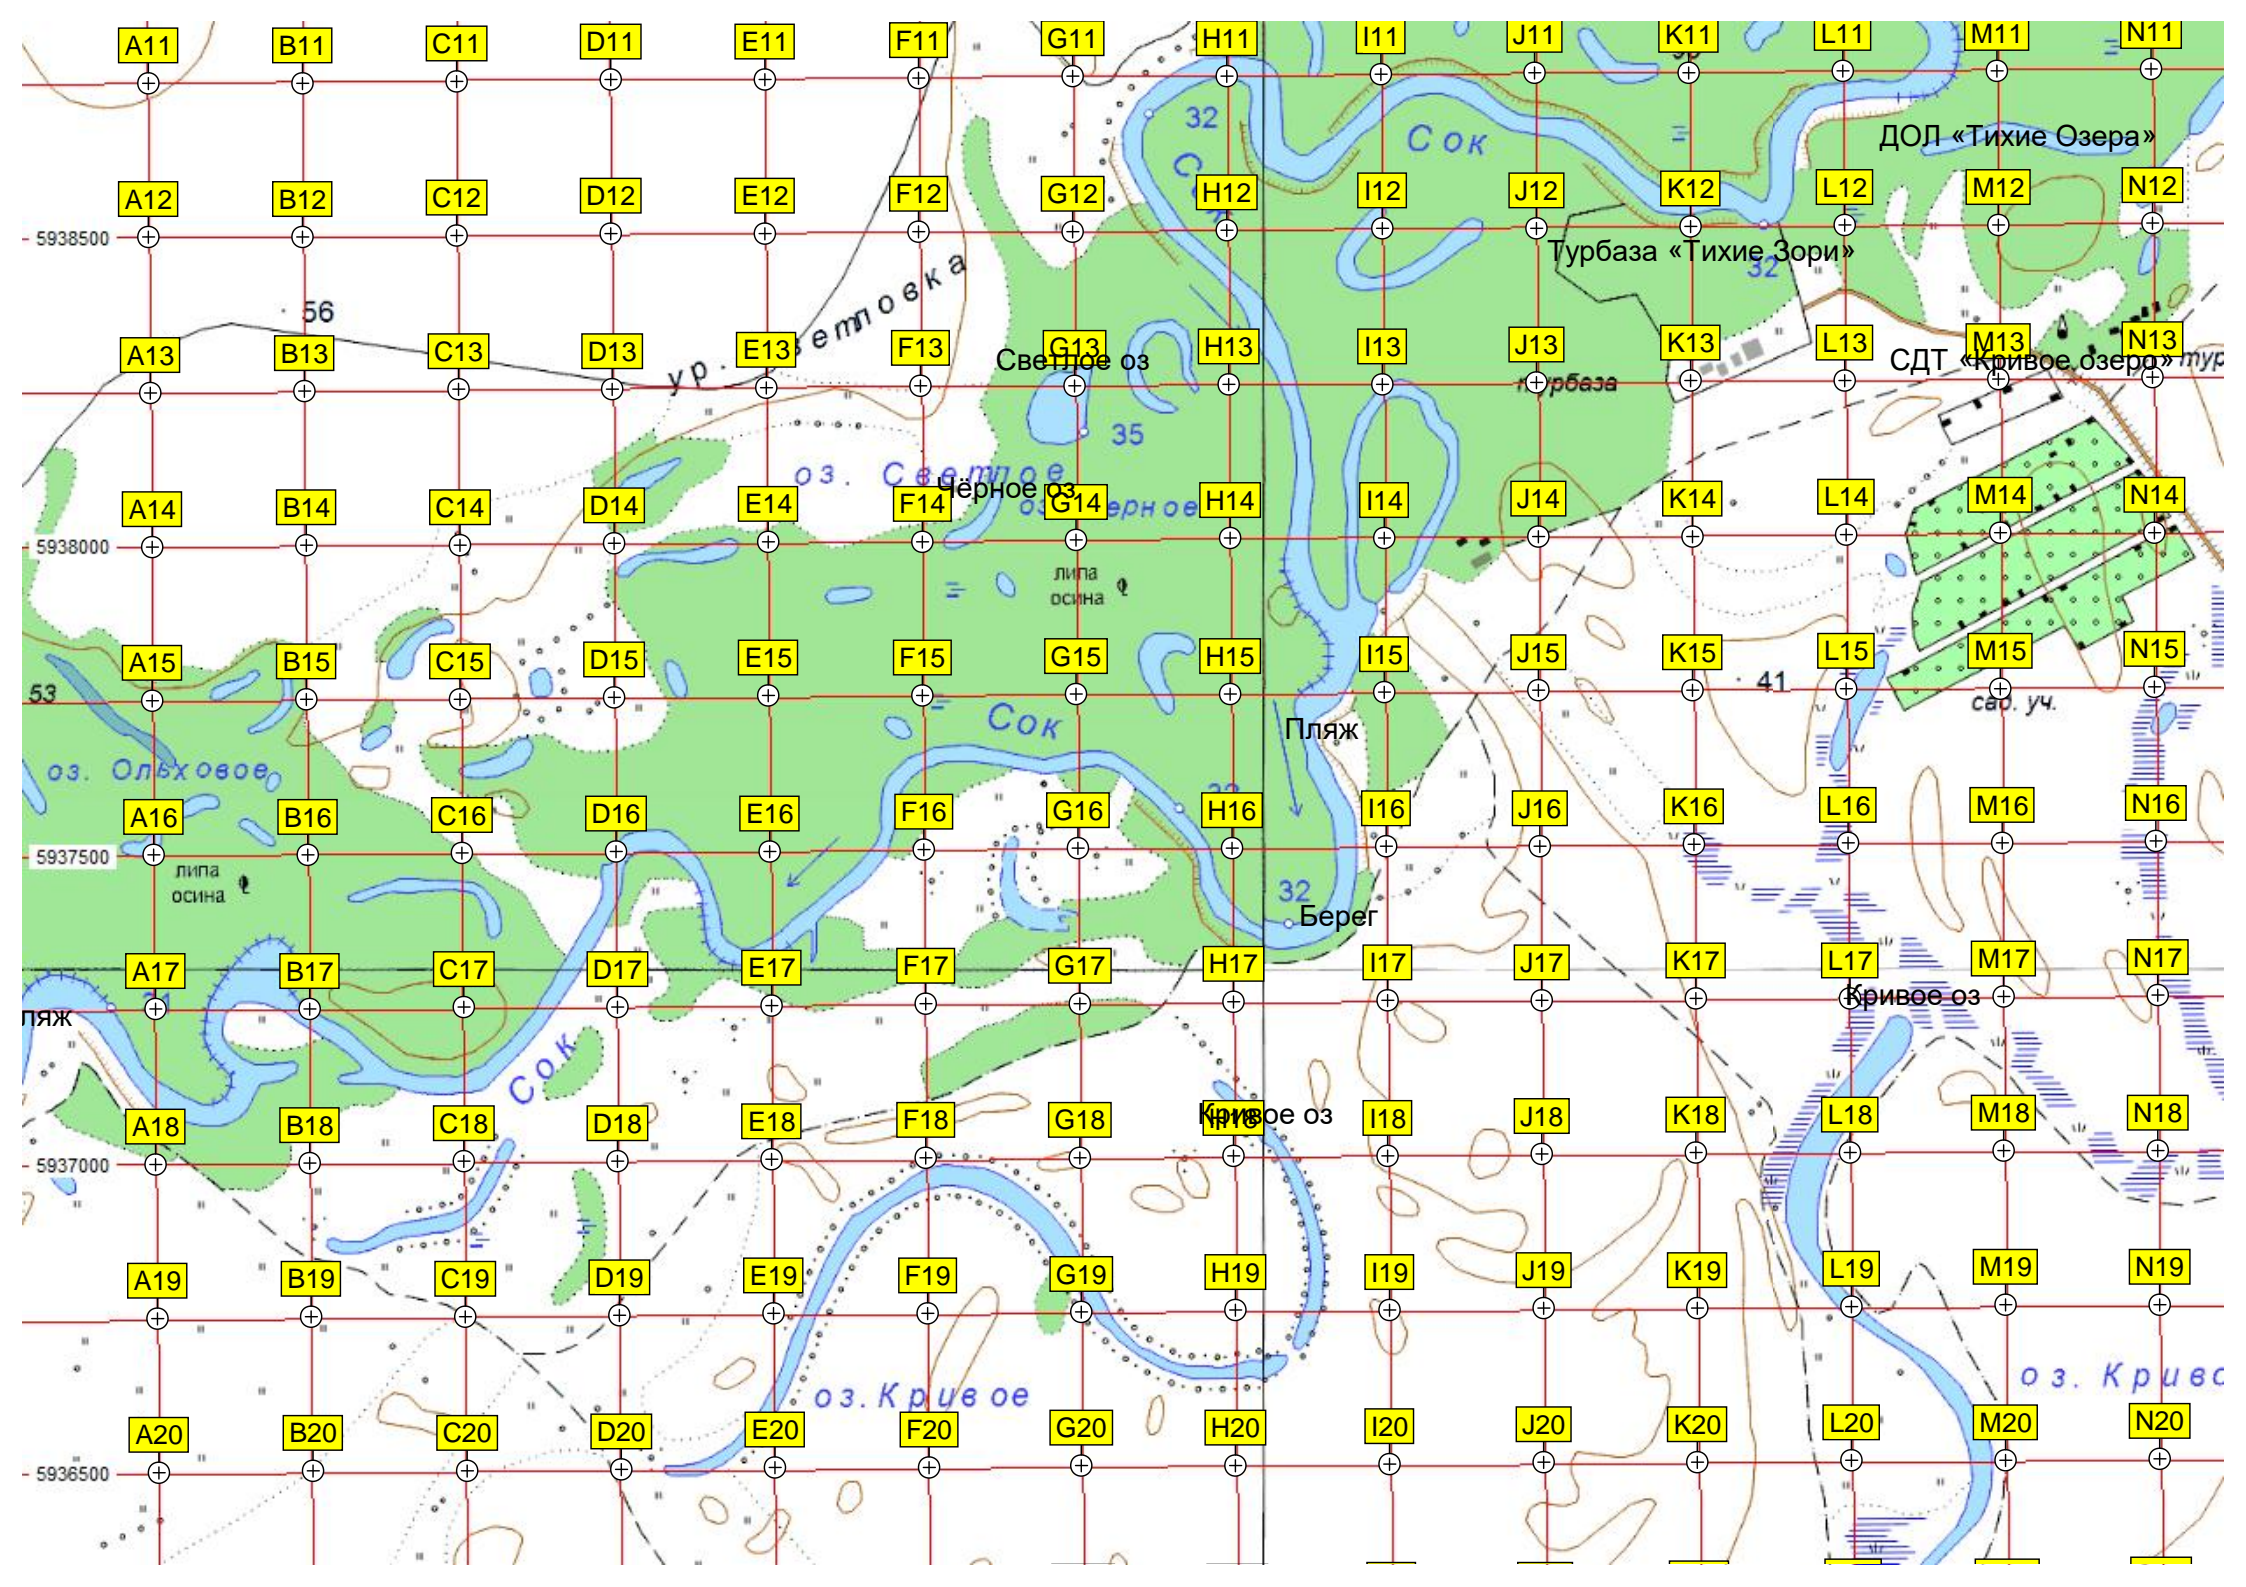 A11 B11 C11 D11 E11 F11 G11 H11 I11 J11 K11 L11 M11 N11
32
Сок
ДОЛ «Тихие Озера»
A12 B12 C12 D12 E12 F12 G12 H12 I12 J12 K12 L12 M12 N12
5938500
Турбаза «Тихие Зори»
32
56
A13 B13 C13 D13 E13 F13 G13 H13 I13 J13 K13 L13 M13 N13
Светлое оз
СДТ «Кривое озеро»
ур.
турбаза
35
оз. Светлое
Чёрное оз
A14 B14 C14 D14 E14 F14 G14 H14 I14 J14 K14 L14 M14 N14
5938000
липа
осина
A15 B15 C15 D15 E15 F15 G15 H15 I15 J15 K15 L15 M15 N15
53
41
сад. уч.
Сок
Пляж
оз. Ольховое
32
A16 B16 C16 D16 E16 F16 G16 H16 I16 J16 K16 L16 M16 N16
5937500
липа
осина
32
Берег
A17 B17 C17 D17 E17 F17 G17 H17 I17 J17 K17 L17 M17 N17
Кривое оз
ляж
Сок
Кривое оз
A18 B18 C18 D18 E18 F18 G18 H18 I18 J18 K18 L18 M18 N18
5937000
A19 B19 C19 D19 E19 F19 G19 H19 I19 J19 K19 L19 M19 N19
оз. Кривое
оз. Криво
A20 B20 C20 D20 E20 F20 G20 H20 I20 J20 K20 L20 M20 N20
5936500